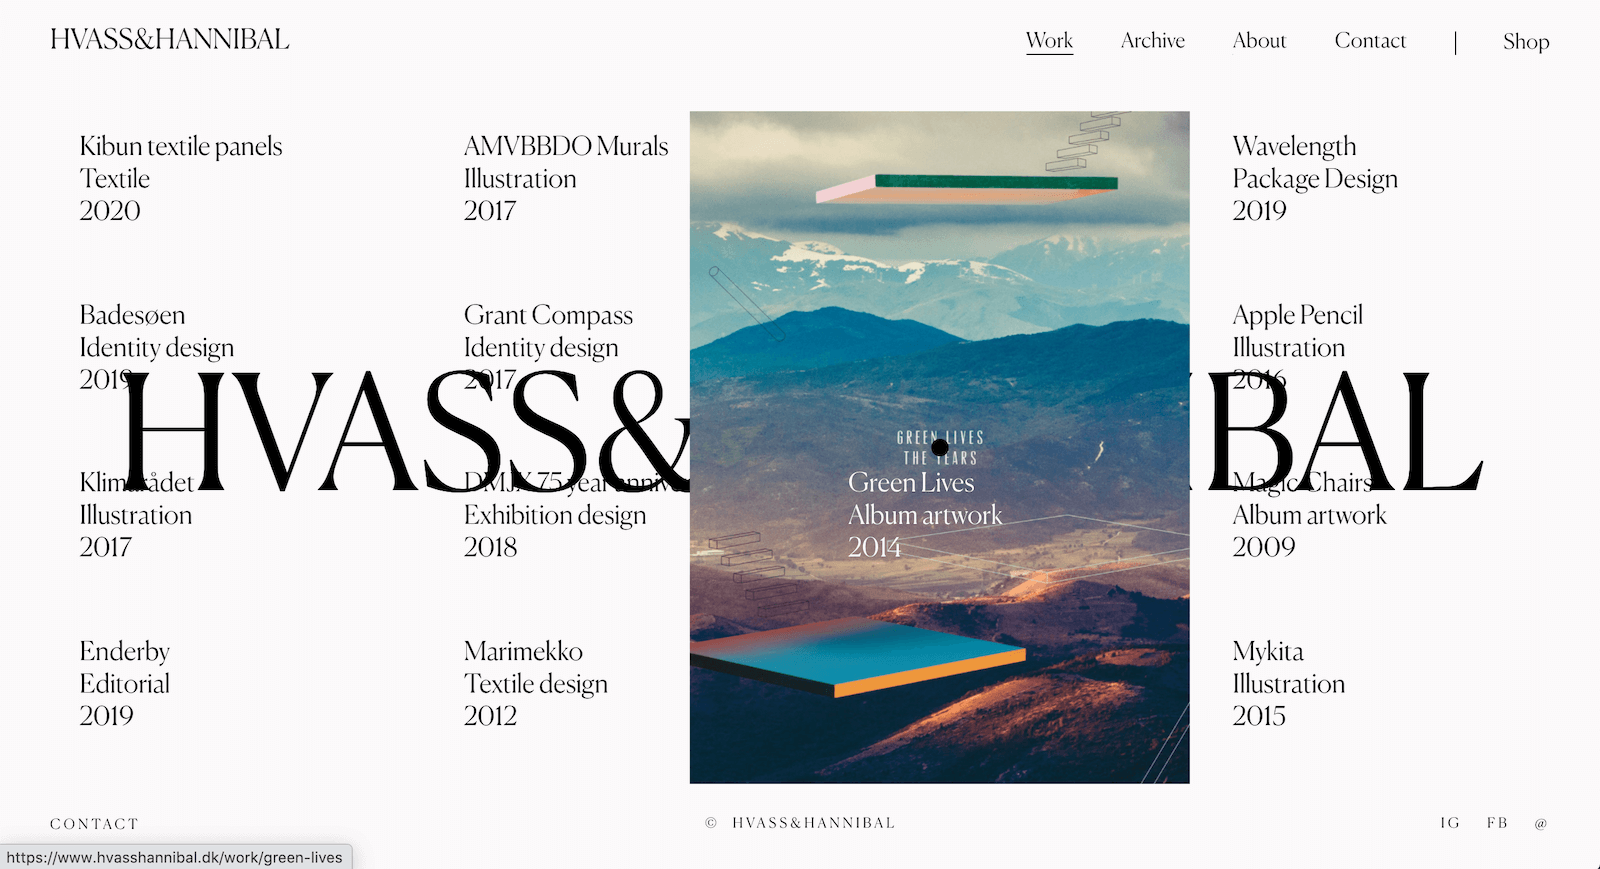 HVASS&HANNIBAL
Work Archive About Contact | Shop
Kibun textile panels
Textile
2020
AMVBBDO Murals
Illustration
2017
Wavelength
Package Design
2019
Badesøen
Identity design
2019
Grant Compass
Identity design
2017
Apple Pencil
Illustration
2016
HVASS& IBAL
GREEN LIVES
THE YEARS
Klimarådet
Illustration
2017
DMJX 75 year
Exhibition design
2018
Green Lives
Album artwork
2014
Magic Chairs
Album artwork
2009
Enderby
Editorial
2019
Marimekko
Textile design
2012
Mykita
Illustration
2015
CONTACT
© HVASS&HANNIBAL
IG FB @
https://www.hvasshannibal.dk/work/green-lives